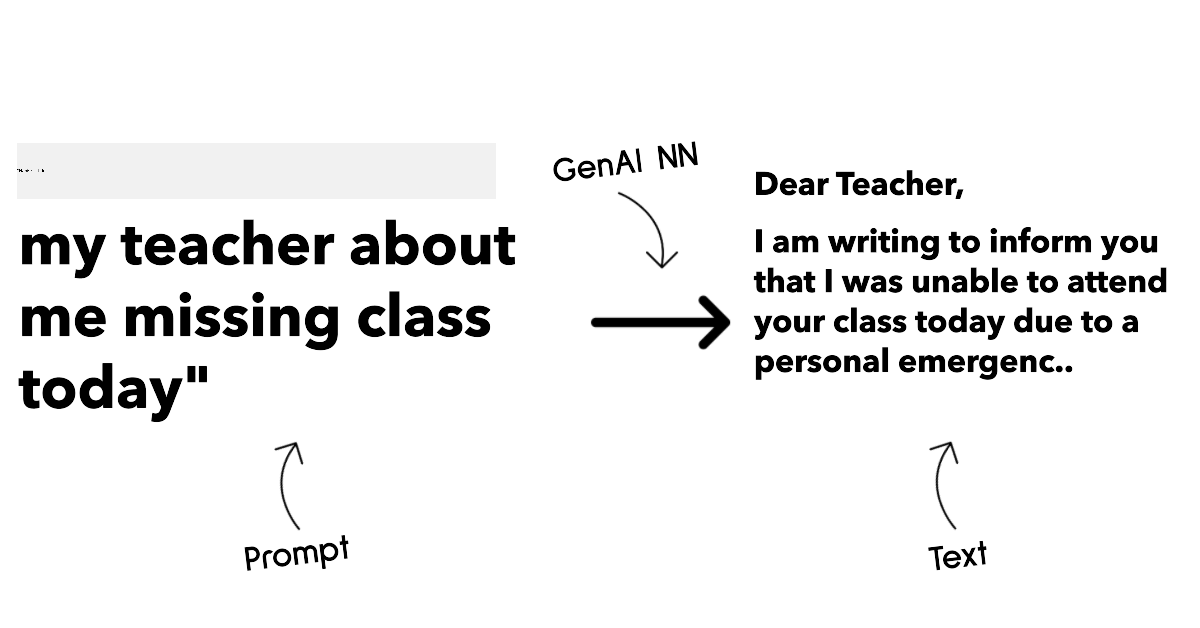 my teacher about
me missing class
today"
GenAI NN
Dear Teacher,
I am writing to inform you
that I was unable to attend
your class today due to a
personal emergenc..
Prompt
Text